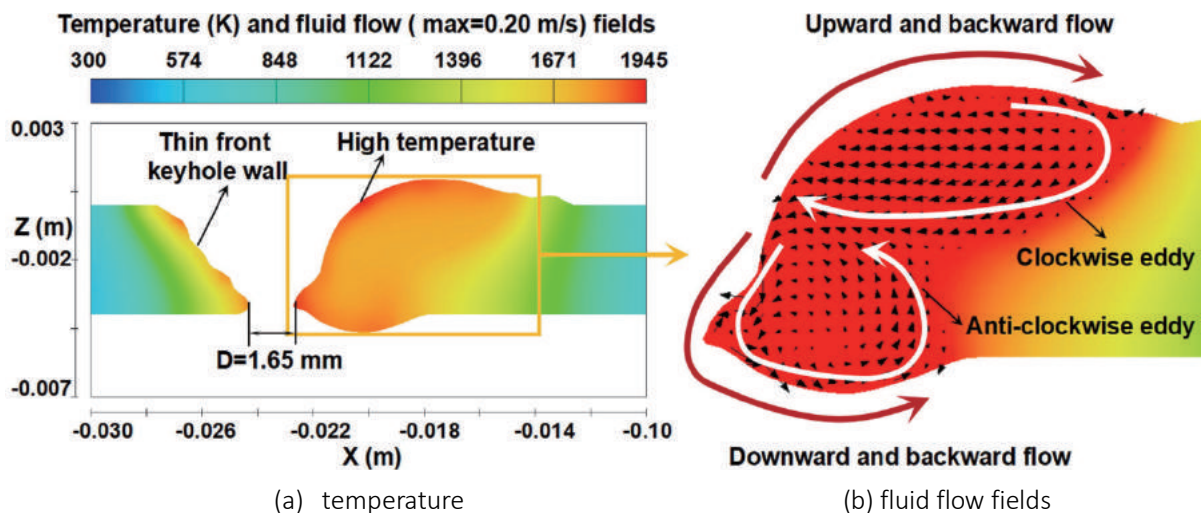 Temperature (K) and fluid flow ( max=0.20 m/s) fields
300 574 848 1122 1396 1671 1945
0.003
Z (m)
-0.002
-0.007
Thin front
keyhole wall
High temperature
D=1.65 mm
-0.030 -0.026 -0.022 -0.018 -0.014 -0.10
X (m)
(a) temperature
Upward and backward flow
Clockwise eddy
Anti-clockwise eddy
Downward and backward flow
(b) fluid flow fields